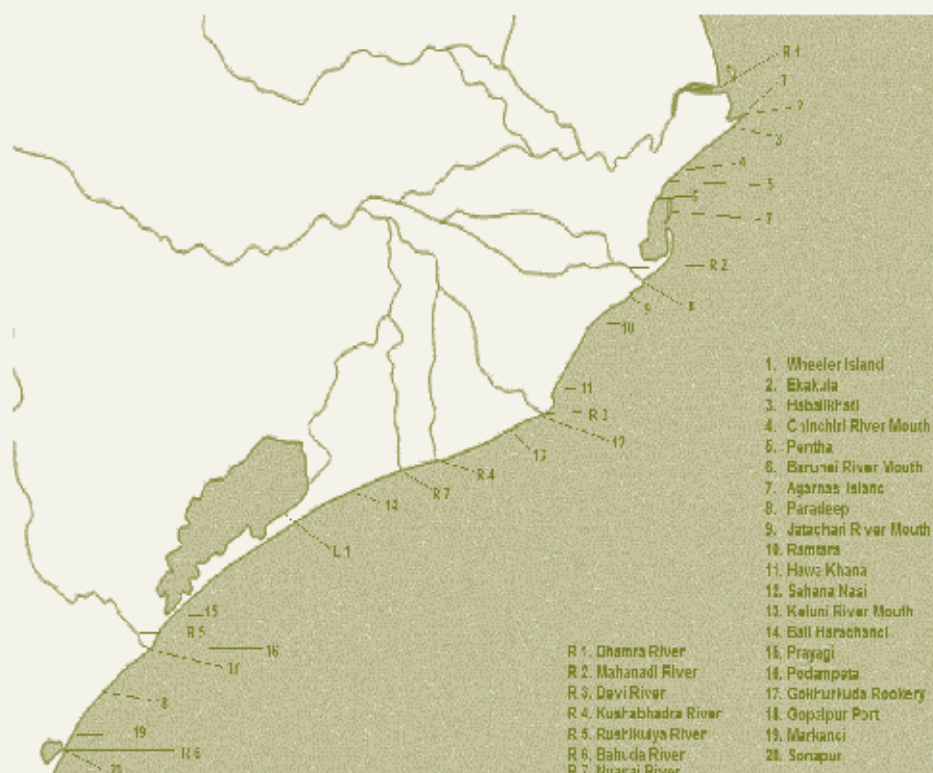 R 1
1
2
3
4
5
7
R 2
8
9
10
11
R 3
12
13
R 4
R 7
14
L 1
15
R 5
16
17
19
R 6
20
1. Wheeler Island
2. Ekakula
3. Habalikhati
4. Chinchiri River Mouth
5. Pentha
6. Barunei River Mouth
7. Agarnasi Island
8. Paradeep
9. Jatadhari River Mouth
10. Ramtara
11. Hawa Khana
12. Sahana Nasi
13. Keluni River Mouth
14. Bali Harachandi
15. Prayagi
16. Podampeta
17. Gokhurkuda Rookery
18. Gopalpur Port
19. Markandi
20. Sonapur
R 1. Dhamra River
R 2. Mahanadi River
R 3. Devi River
R 4. Kushabhadra River
R 5. Rushikulya River
R 6. Bahuda River
R 7. Nuanai River